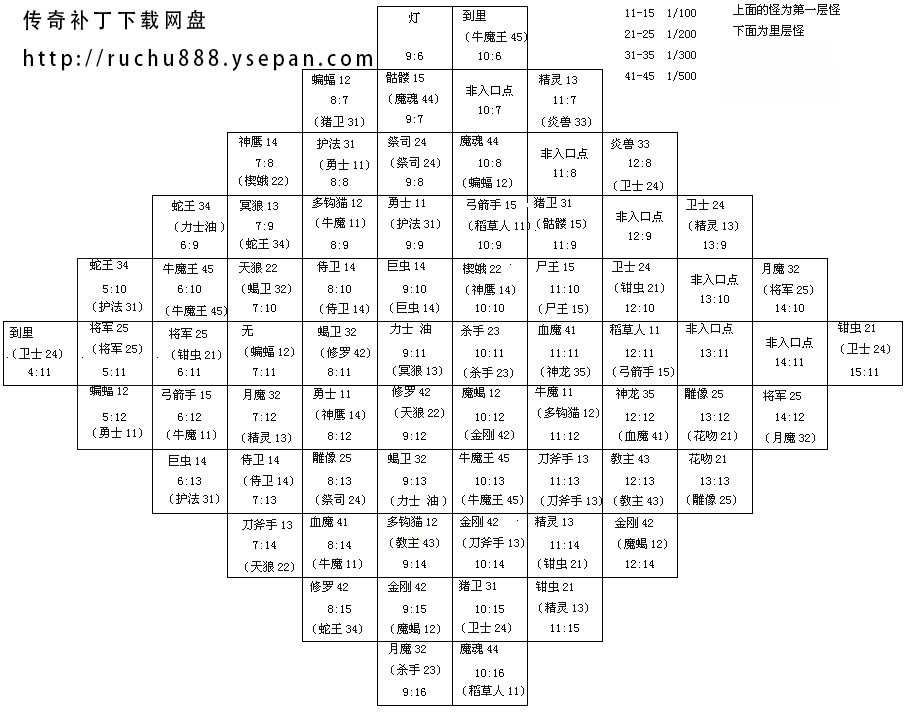 传奇补丁下载网盘
http://ruchu888.ysepan.com
11-15 1/100
21-25 1/200
31-35 1/300
41-45 1/500
上面的怪为第一层怪
下面为里层怪
灯
9:6
到里
(牛魔王 45)
10:6
蝙蝠 12
8:7
(猪卫 31)
骷髅 15
(魔魂 44)
9:7
非入口点
10:7
精灵 13
11:7
(炎兽 33)
神鹰 14
7:8
(楔蛾 22)
护法 31
(勇士 11)
8:8
祭司 24
(祭司 24)
9:8
魔魂 44
10:8
(蝙蝠 12)
非入口点
11:8
炎兽 33
12:8
(卫士 24)
蛇王 34
(力士油)
6:9
冥狼 13
7:9
(蛇王 34)
多钩猫 12
(牛魔 11)
8:9
勇士 11
(护法 31)
9:9
弓箭手 15
(稻草人 11)
10:9
猪卫 31
(骷髅 15)
11:9
非入口点
12:9
卫士 24
(精灵 13)
13:9
蛇王 34
5:10
(护法 31)
牛魔王 45
6:10
(牛魔王 45)
天狼 22
(蝎卫 32)
7:10
侍卫 14
8:10
(侍卫 14)
巨虫 14
9:10
(巨虫 14)
楔蛾 22
(神鹰 14)
10:10
尸王 15
11:10
(尸王 15)
卫士 24
(钳虫 21)
12:10
非入口点
13:10
月魔 32
(将军 25)
14:10
到里
(卫士 24)
4:11
将军 25
(将军 25)
5:11
将军 25
(钳虫 21)
6:11
无
(蝙蝠 12)
7:11
蝎卫 32
(修罗 42)
8:11
力士 油
9:11
(冥狼 13)
杀手 23
10:11
(杀手 23)
血魔 41
11:11
(神龙 35)
稻草人 11
12:11
(弓箭手 15)
非入口点
13:11
非入口点
14:11
钳虫 21
(卫士 24)
15:11
蝙蝠 12
5:12
(勇士 11)
弓箭手 15
6:12
(牛魔 11)
月魔 32
7:12
(精灵 13)
勇士 11
(神鹰 14)
8:12
修罗 42
(天狼 22)
9:12
魔蝎 12
10:12
(金刚 42)
牛魔 11
(多钩猫 12)
11:12
神龙 35
12:12
(血魔 41)
雕像 25
13:12
(花吻 21)
将军 25
14:12
(月魔 32)
巨虫 14
6:13
(护法 31)
侍卫 14
(侍卫 14)
7:13
雕像 25
8:13
(祭司 24)
蝎卫 32
9:13
(力士 油)
牛魔王 45
10:13
(牛魔王 45)
刀斧手 13
11:13
(刀斧手 13)
教主 43
12:13
(教主 43)
花吻 21
13:13
(雕像 25)
刀斧手 13
7:14
(天狼 22)
血魔 41
8:14
(牛魔 11)
多钩猫 12
(教主 43)
9:14
金刚 42
(刀斧手 13)
10:14
精灵 13
11:14
(钳虫 21)
金刚 42
(魔蝎 12)
12:14
修罗 42
8:15
(蛇王 34)
金刚 42
9:15
(魔蝎 12)
猪卫 31
10:15
(卫士 24)
钳虫 21
(精灵 13)
11:15
月魔 32
(杀手 23)
9:16
魔魂 44
10:16
(稻草人 11)